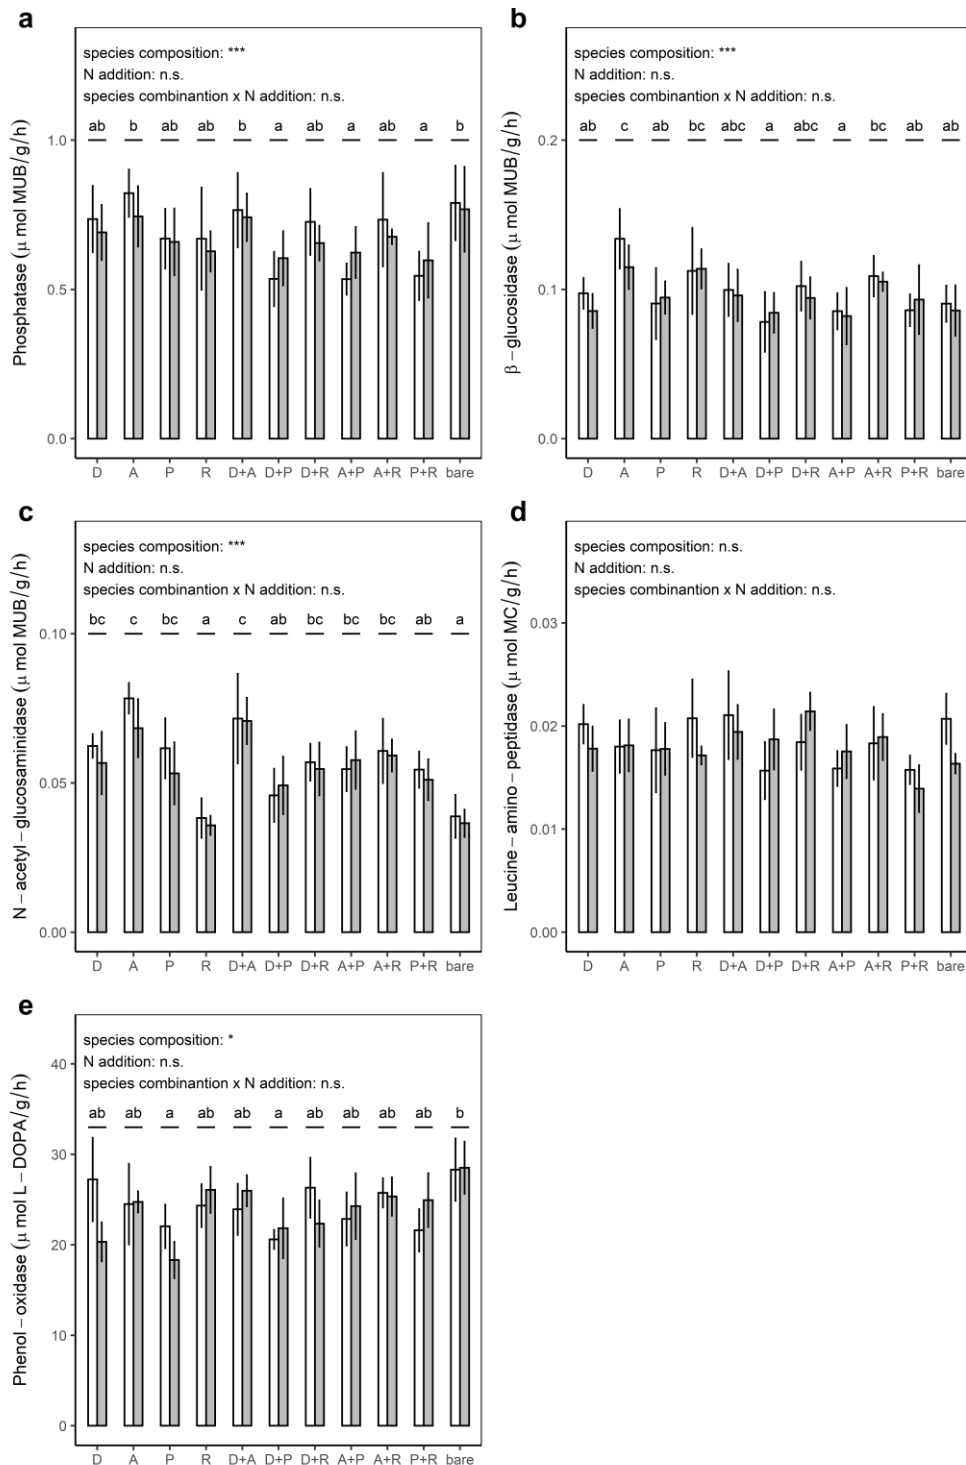 a
species composition: ***
N addition: n.s.
species combinantion x N addition: n.s.
ab b ab ab b a ab a ab a b
Phosphatase (μ mol MUB/g/h)
1.0
0.5
0.0
D A P R D+A D+P D+R A+P A+R P+R bare
b
species composition: ***
N addition: n.s.
species combinantion x N addition: n.s.
ab c ab bc abc a abc a bc ab ab
β−glucosidase (μ mol MUB/g/h)
0.2
0.1
0.0
D A P R D+A D+P D+R A+P A+R P+R bare
c
species composition: ***
N addition: n.s.
species combinantion x N addition: n.s.
bc c bc a c ab bc bc bc ab a
N−acetyl−glucosaminidase (μ mol MUB/g/h)
0.10
0.05
0.00
D A P R D+A D+P D+R A+P A+R P+R bare
d
species composition: n.s.
N addition: n.s.
species combinantion x N addition: n.s.
Leucine−amino−peptidase (μ mol MC/g/h)
0.03
0.02
0.01
0.00
D A P R D+A D+P D+R A+P A+R P+R bare
e
species composition: *
N addition: n.s.
species combinantion x N addition: n.s.
ab ab a ab ab a ab ab ab ab b
Phenol−oxidase (μ mol L−DOPA/g/h)
40
30
20
10
0
D A P R D+A D+P D+R A+P A+R P+R bare